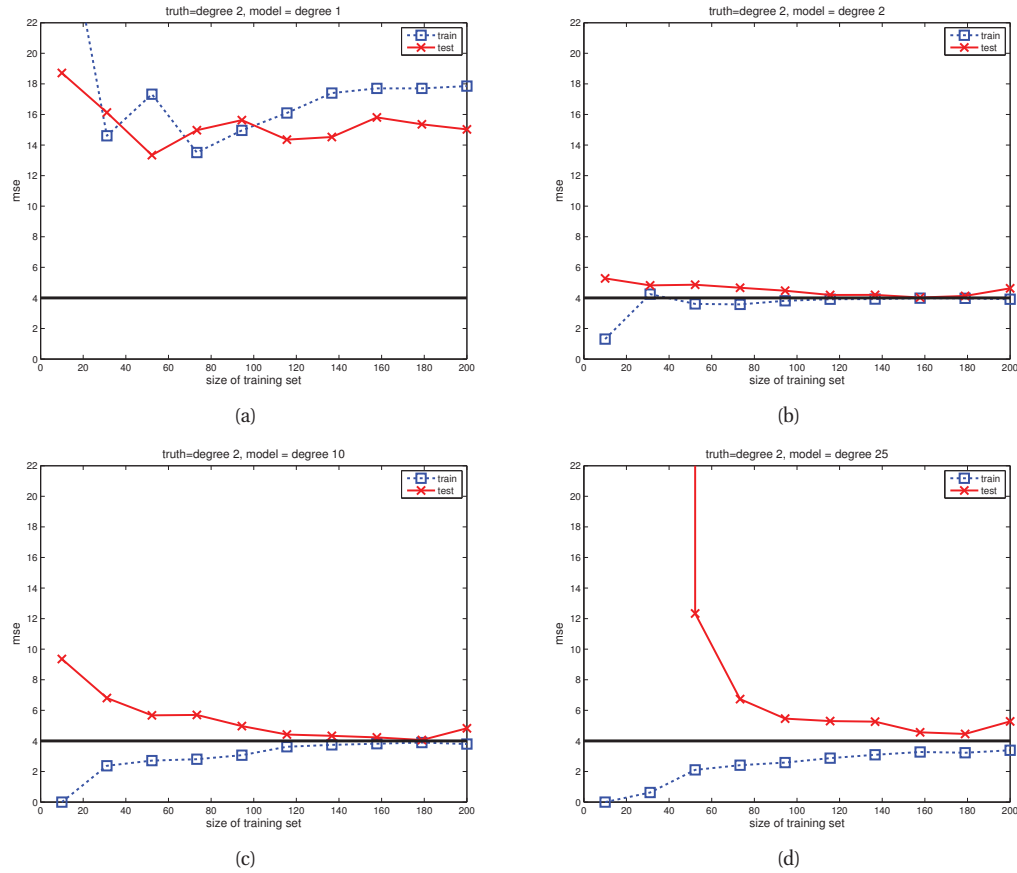 truth=degree 2, model = degree 1
22
20
18
16
14
12
10
8
6
4
2
0
mse
train
test
0 20 40 60 80 100 120 140 160 180 200
size of training set
(a)
truth=degree 2, model = degree 2
22
20
18
16
14
12
10
8
6
4
2
0
mse
train
test
0 20 40 60 80 100 120 140 160 180 200
size of training set
(b)
truth=degree 2, model = degree 10
22
20
18
16
14
12
10
8
6
4
2
0
mse
train
test
0 20 40 60 80 100 120 140 160 180 200
size of training set
(c)
truth=degree 2, model = degree 25
22
20
18
16
14
12
10
8
6
4
2
0
mse
train
test
0 20 40 60 80 100 120 140 160 180 200
size of training set
(d)